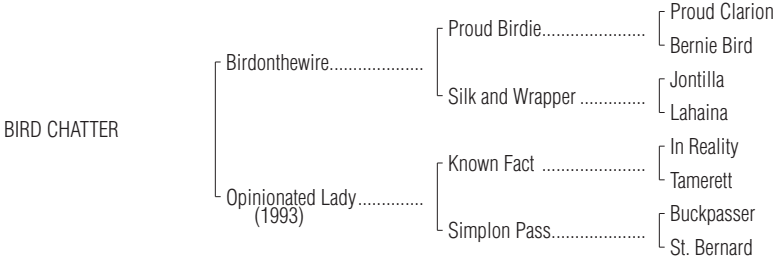 Proud Clarion
Proud Birdie......................
Bernie Bird
Birdonthewire....................
Jontilla
Silk and Wrapper ..............
Lahaina
BIRD CHATTER
In Reality
Known Fact ......................
Tamerett
Opinionated Lady..............
(1993)
Buckpasser
Simplon Pass....................
St. Bernard